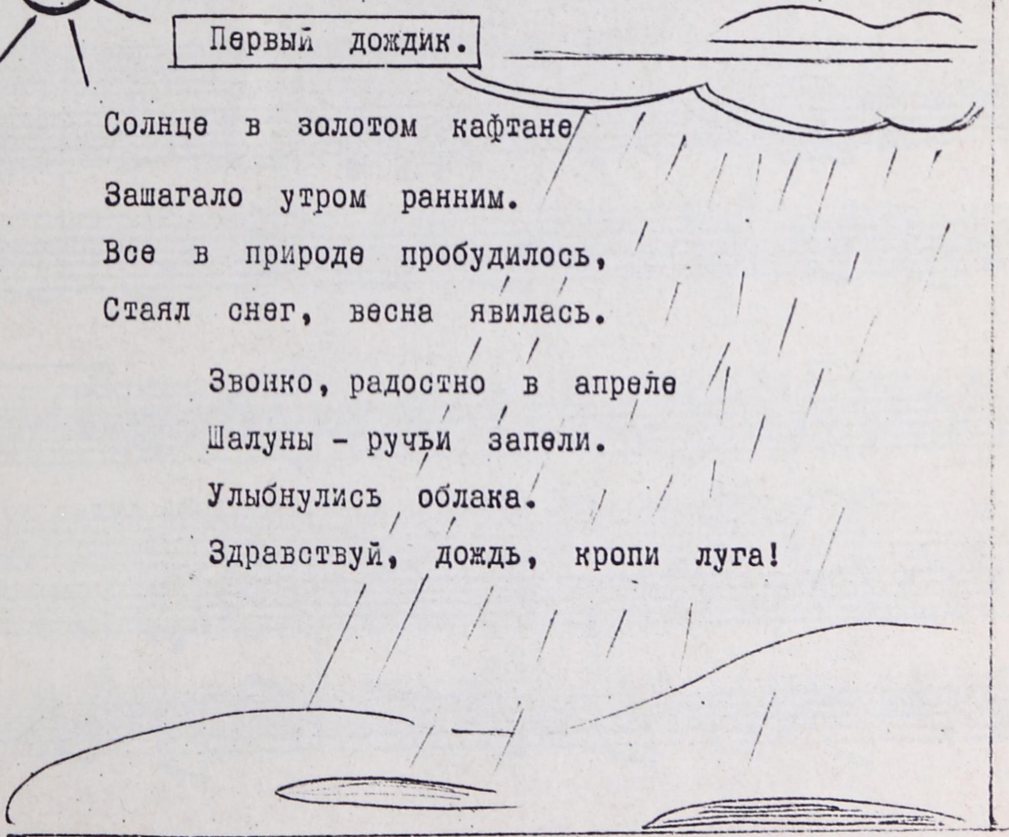 Первый дождик.
Солнце в золотом кафтане
Зашагало утром ранним.
Все в природе пробудилось,
Стаял снег, весна явилась.
Звонко, радостно в апреле
Шалуны - ручьи запели.
Улыбнулись облака.
Здравствуй, дождь, кропи луга!